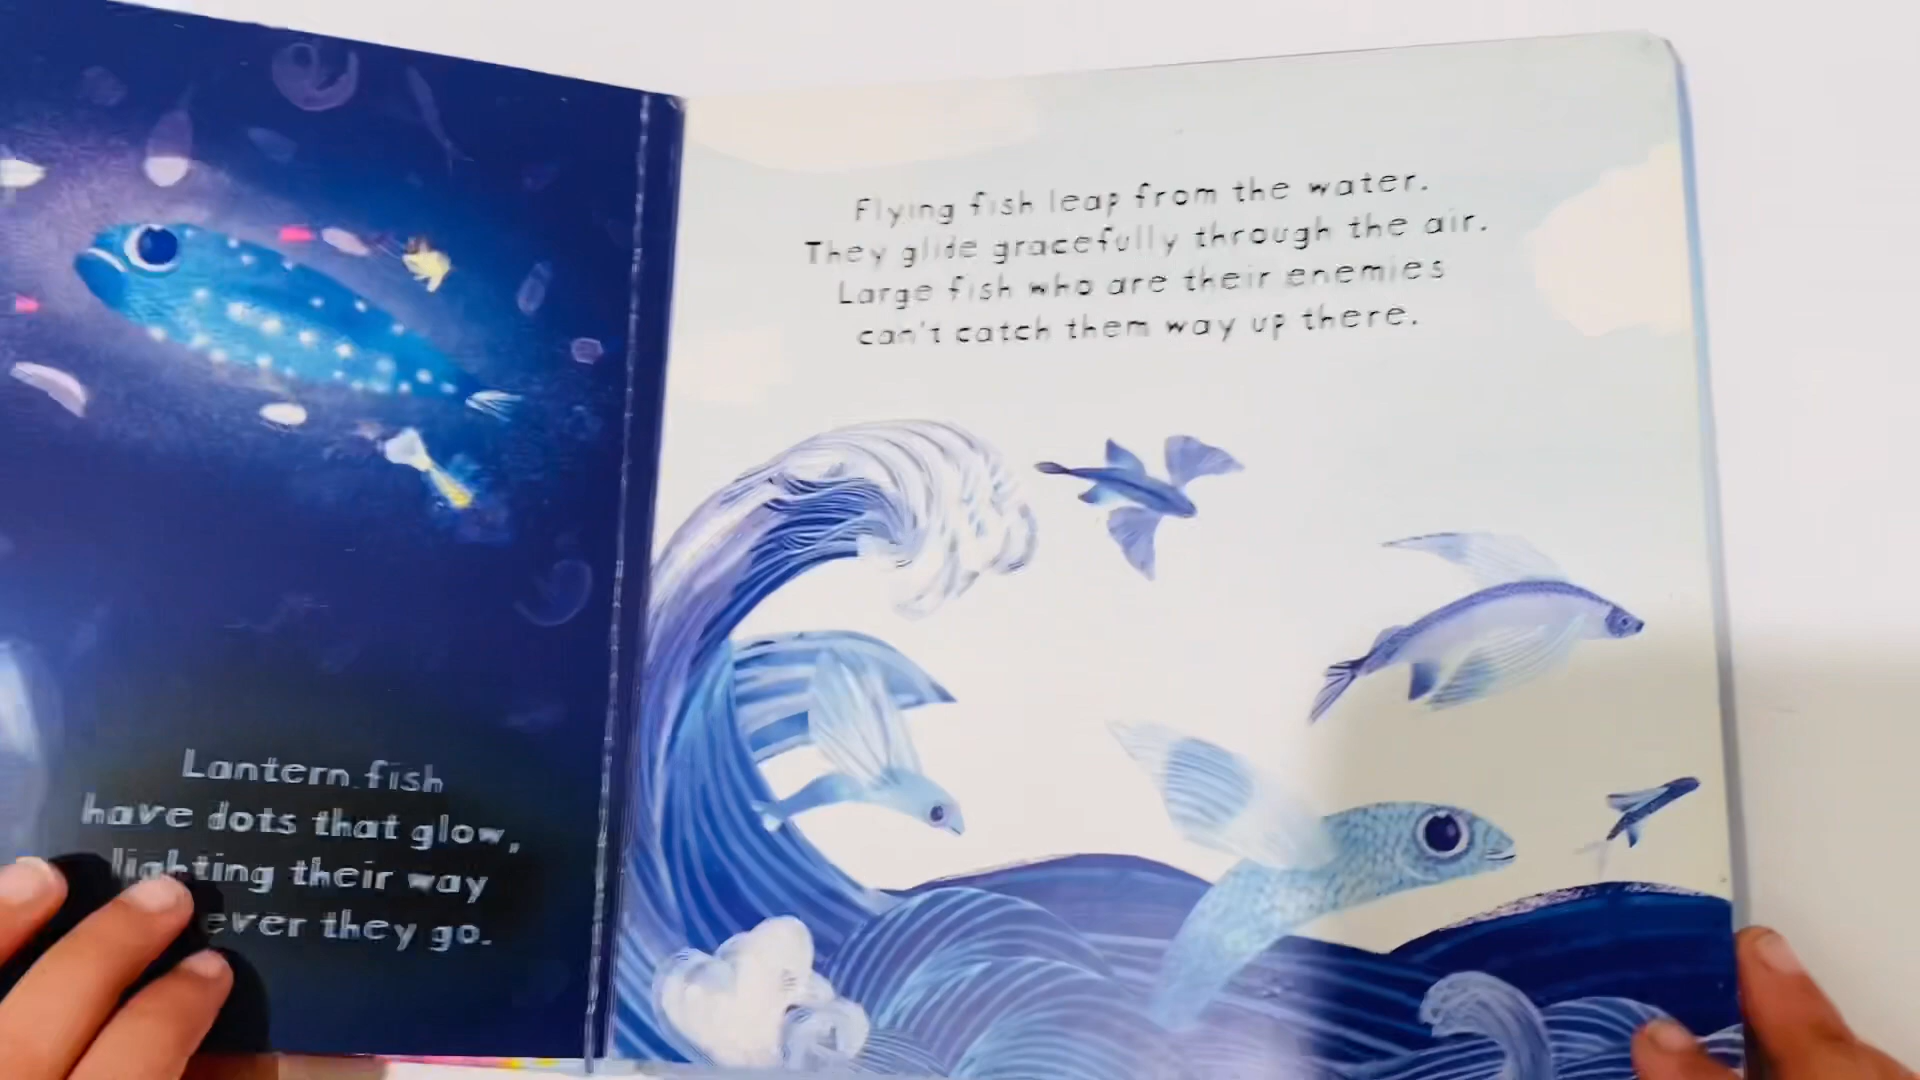 Lantern fish
have dots that glow,
lighting their way
ever they go.
Flying fish leap from the water.
They glide gracefully through the air.
Large fish who are their enemies
can't catch them way up there.